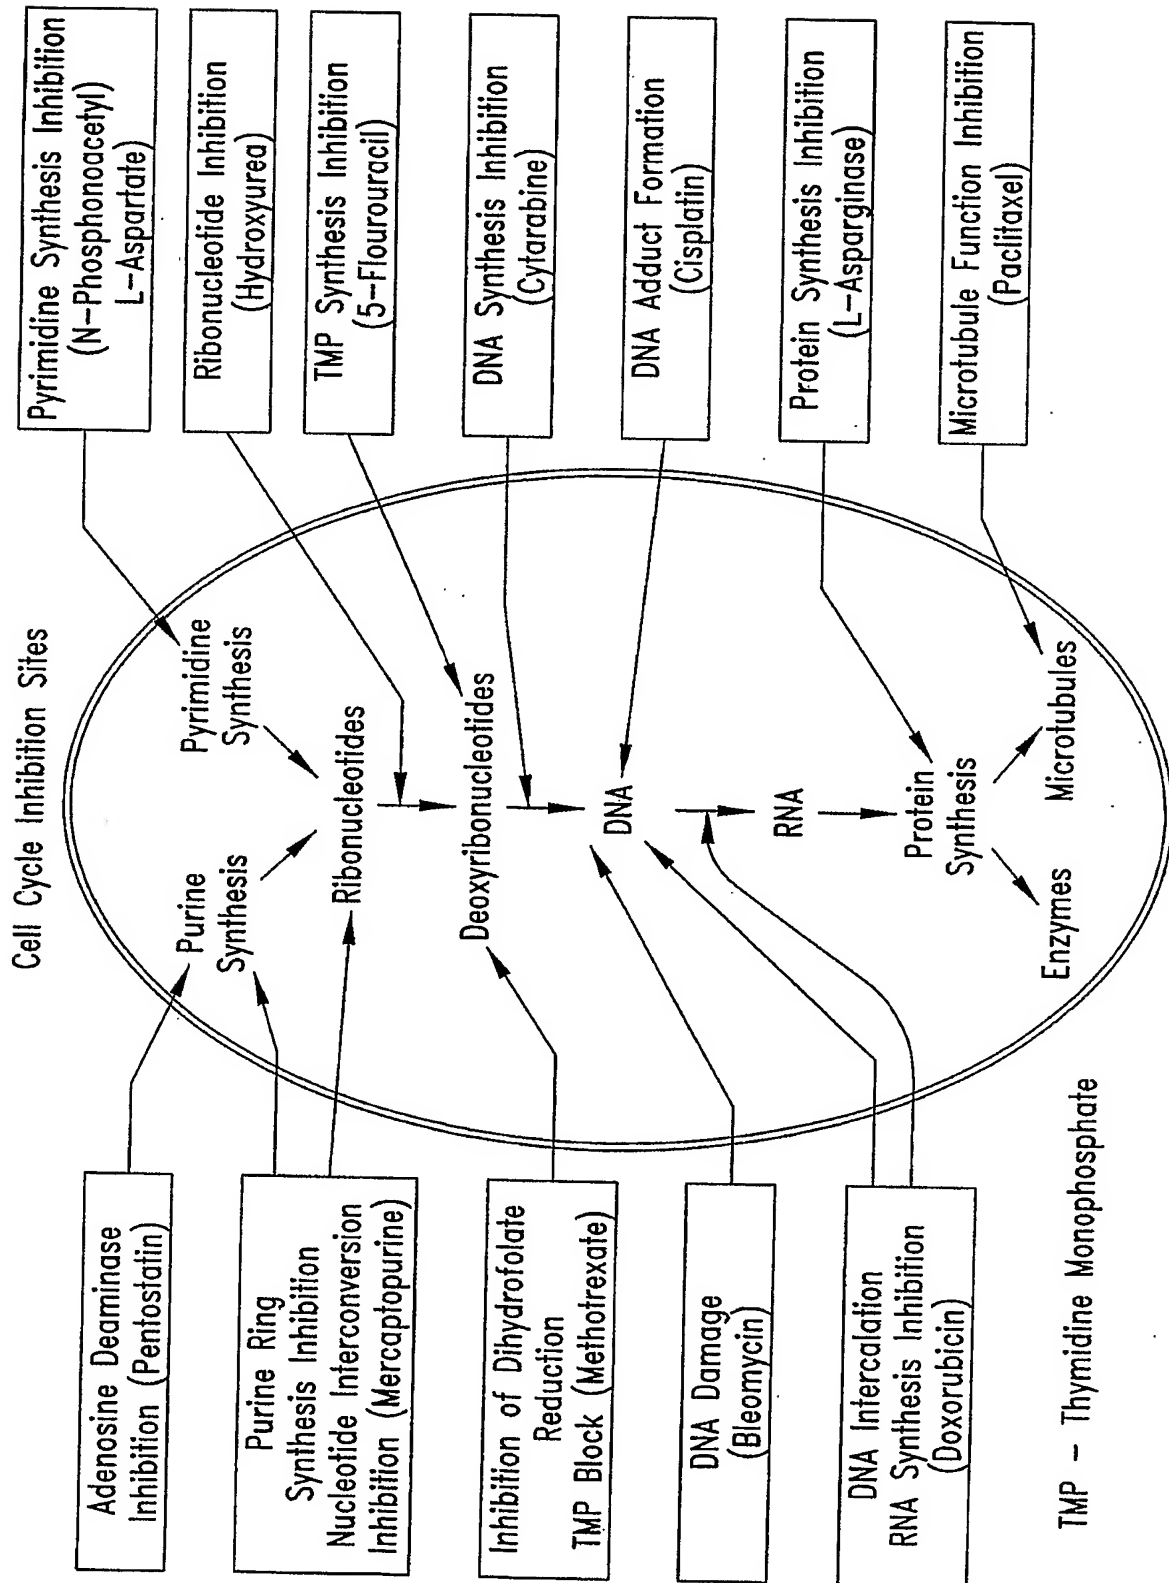 Cell Cycle Inhibition Sites
Adenosine Deaminase
Inhibition (Pentostatin)
Purine Ring
Synthesis Inhibition
Nucleotide Interconversion
Inhibition (Mercaptopurine)
Inhibition of Dihydrofolate
Reduction
TMP Block (Methotrexate)
DNA Damage
(Bleomycin)
DNA Intercalation
RNA Synthesis Inhibition
(Doxorubicin)
Purine
Synthesis
Pyrimidine
Synthesis
Ribonucleotides
Deoxyribonucleotides
DNA
RNA
Protein
Synthesis
Enzymes
Microtubules
Pyrimidine Synthesis Inhibition
(N-Phosphonoacetyl)
L-Aspartate)
Ribonucleotide Inhibition
(Hydroxyurea)
TMP Synthesis Inhibition
(5-Flourouracil)
DNA Synthesis Inhibition
(Cytarabine)
DNA Adduct Formation
(Cisplatin)
Protein Synthesis Inhibition
(L-Asparginase)
Microtubule Function Inhibition
(Paclitaxel)
TMP - Thymidine Monophosphate